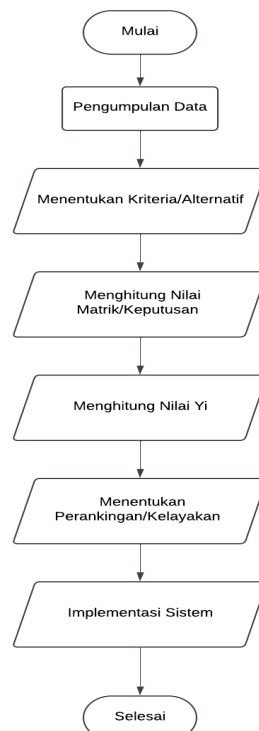 Mulai
Pengumpulan Data
Menentukan Kriteria/Alternatif
Menghitung Nilai
Matrik/Keputusan
Menghitung Nilai Yi
Menentukan
Perankingan/Kelayakan
Implementasi Sistem
Selesai